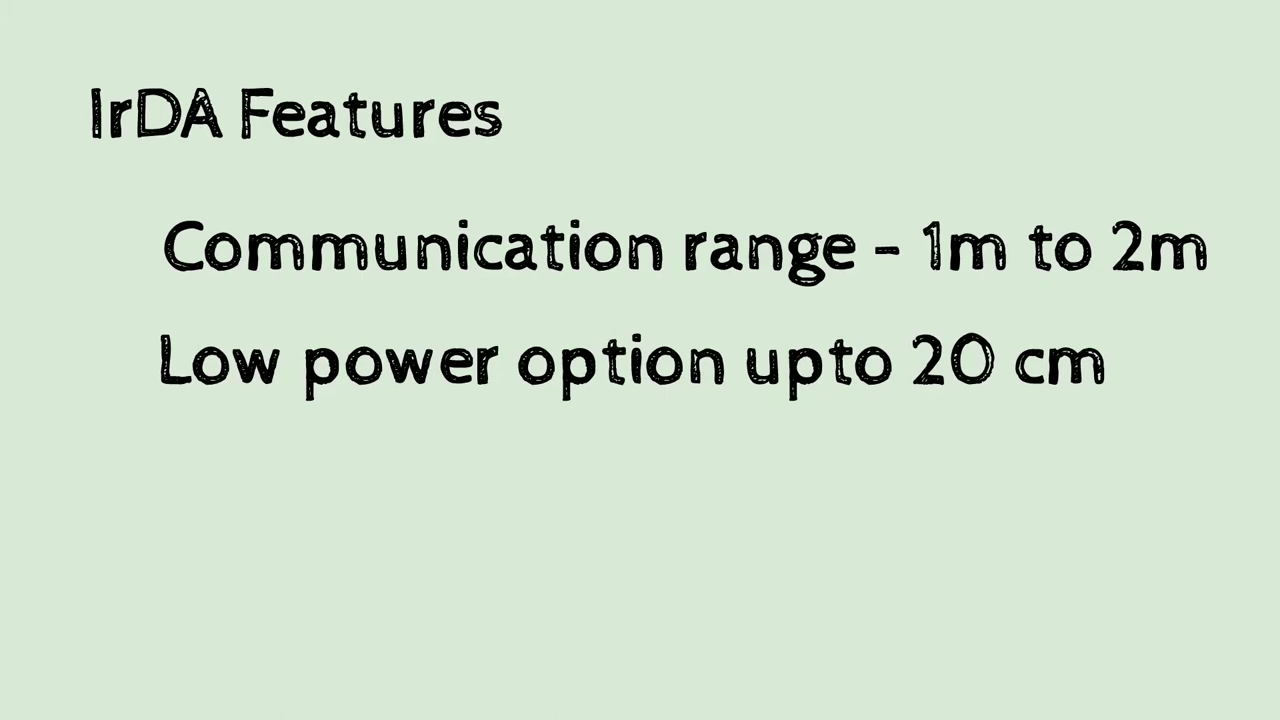 IrDA Features
Communication range - 1m to 2m
Low power option upto 20 cm